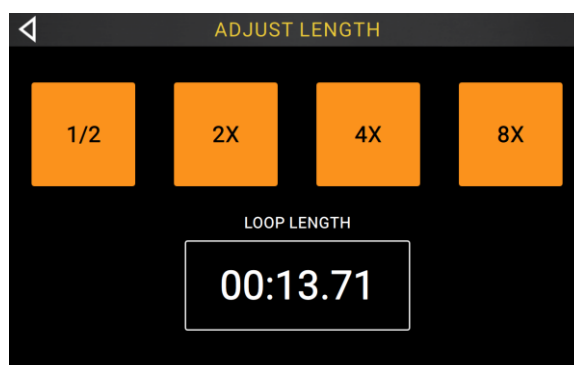 ADJUST LENGTH
1/2 2X 4X 8X
LOOP LENGTH
00:13.71